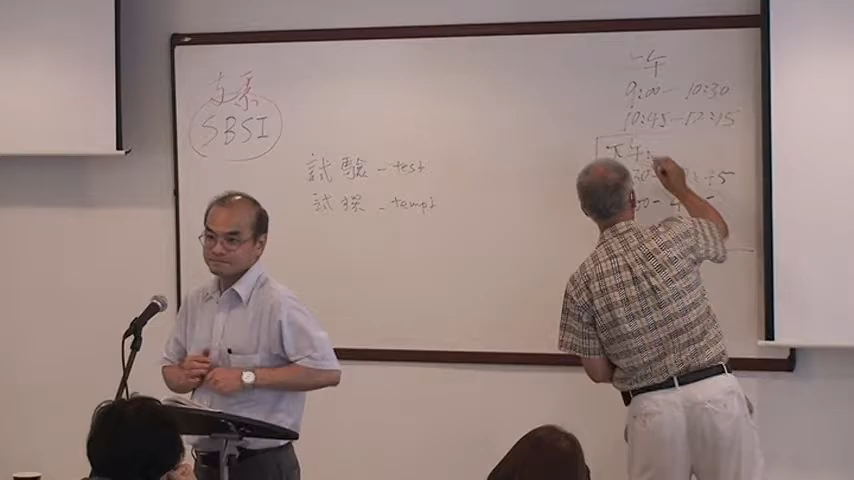 支系
SBSI
試驗 - test
試探 - tempt
上午
9:00 - 10:30
10:45 - 12:15
下午: